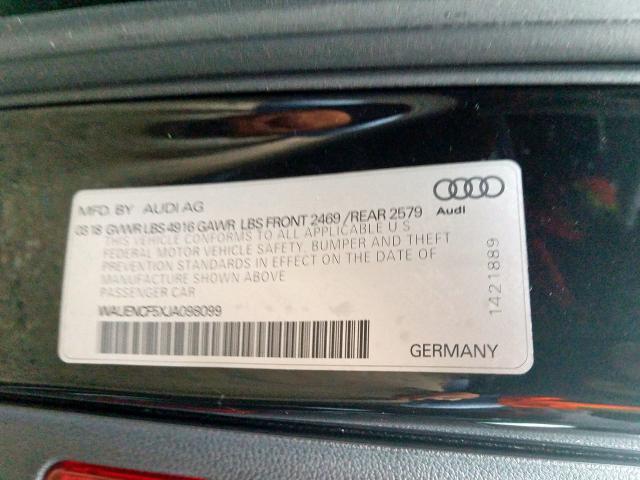 MFD. BY AUDI AG
03 18 GVWR LBS 4916 GAWR LBS FRONT 2469 / REAR 2579
THIS VEHICLE CONFORMS TO ALL APPLICABLE U S
FEDERAL MOTOR VEHICLE SAFETY, BUMPER AND THEFT
PREVENTION STANDARDS IN EFFECT ON THE DATE OF
MANUFACTURE SHOWN ABOVE
PASSENGER CAR
WAUENCF5XJA098099
GERMANY
Audi
1421889